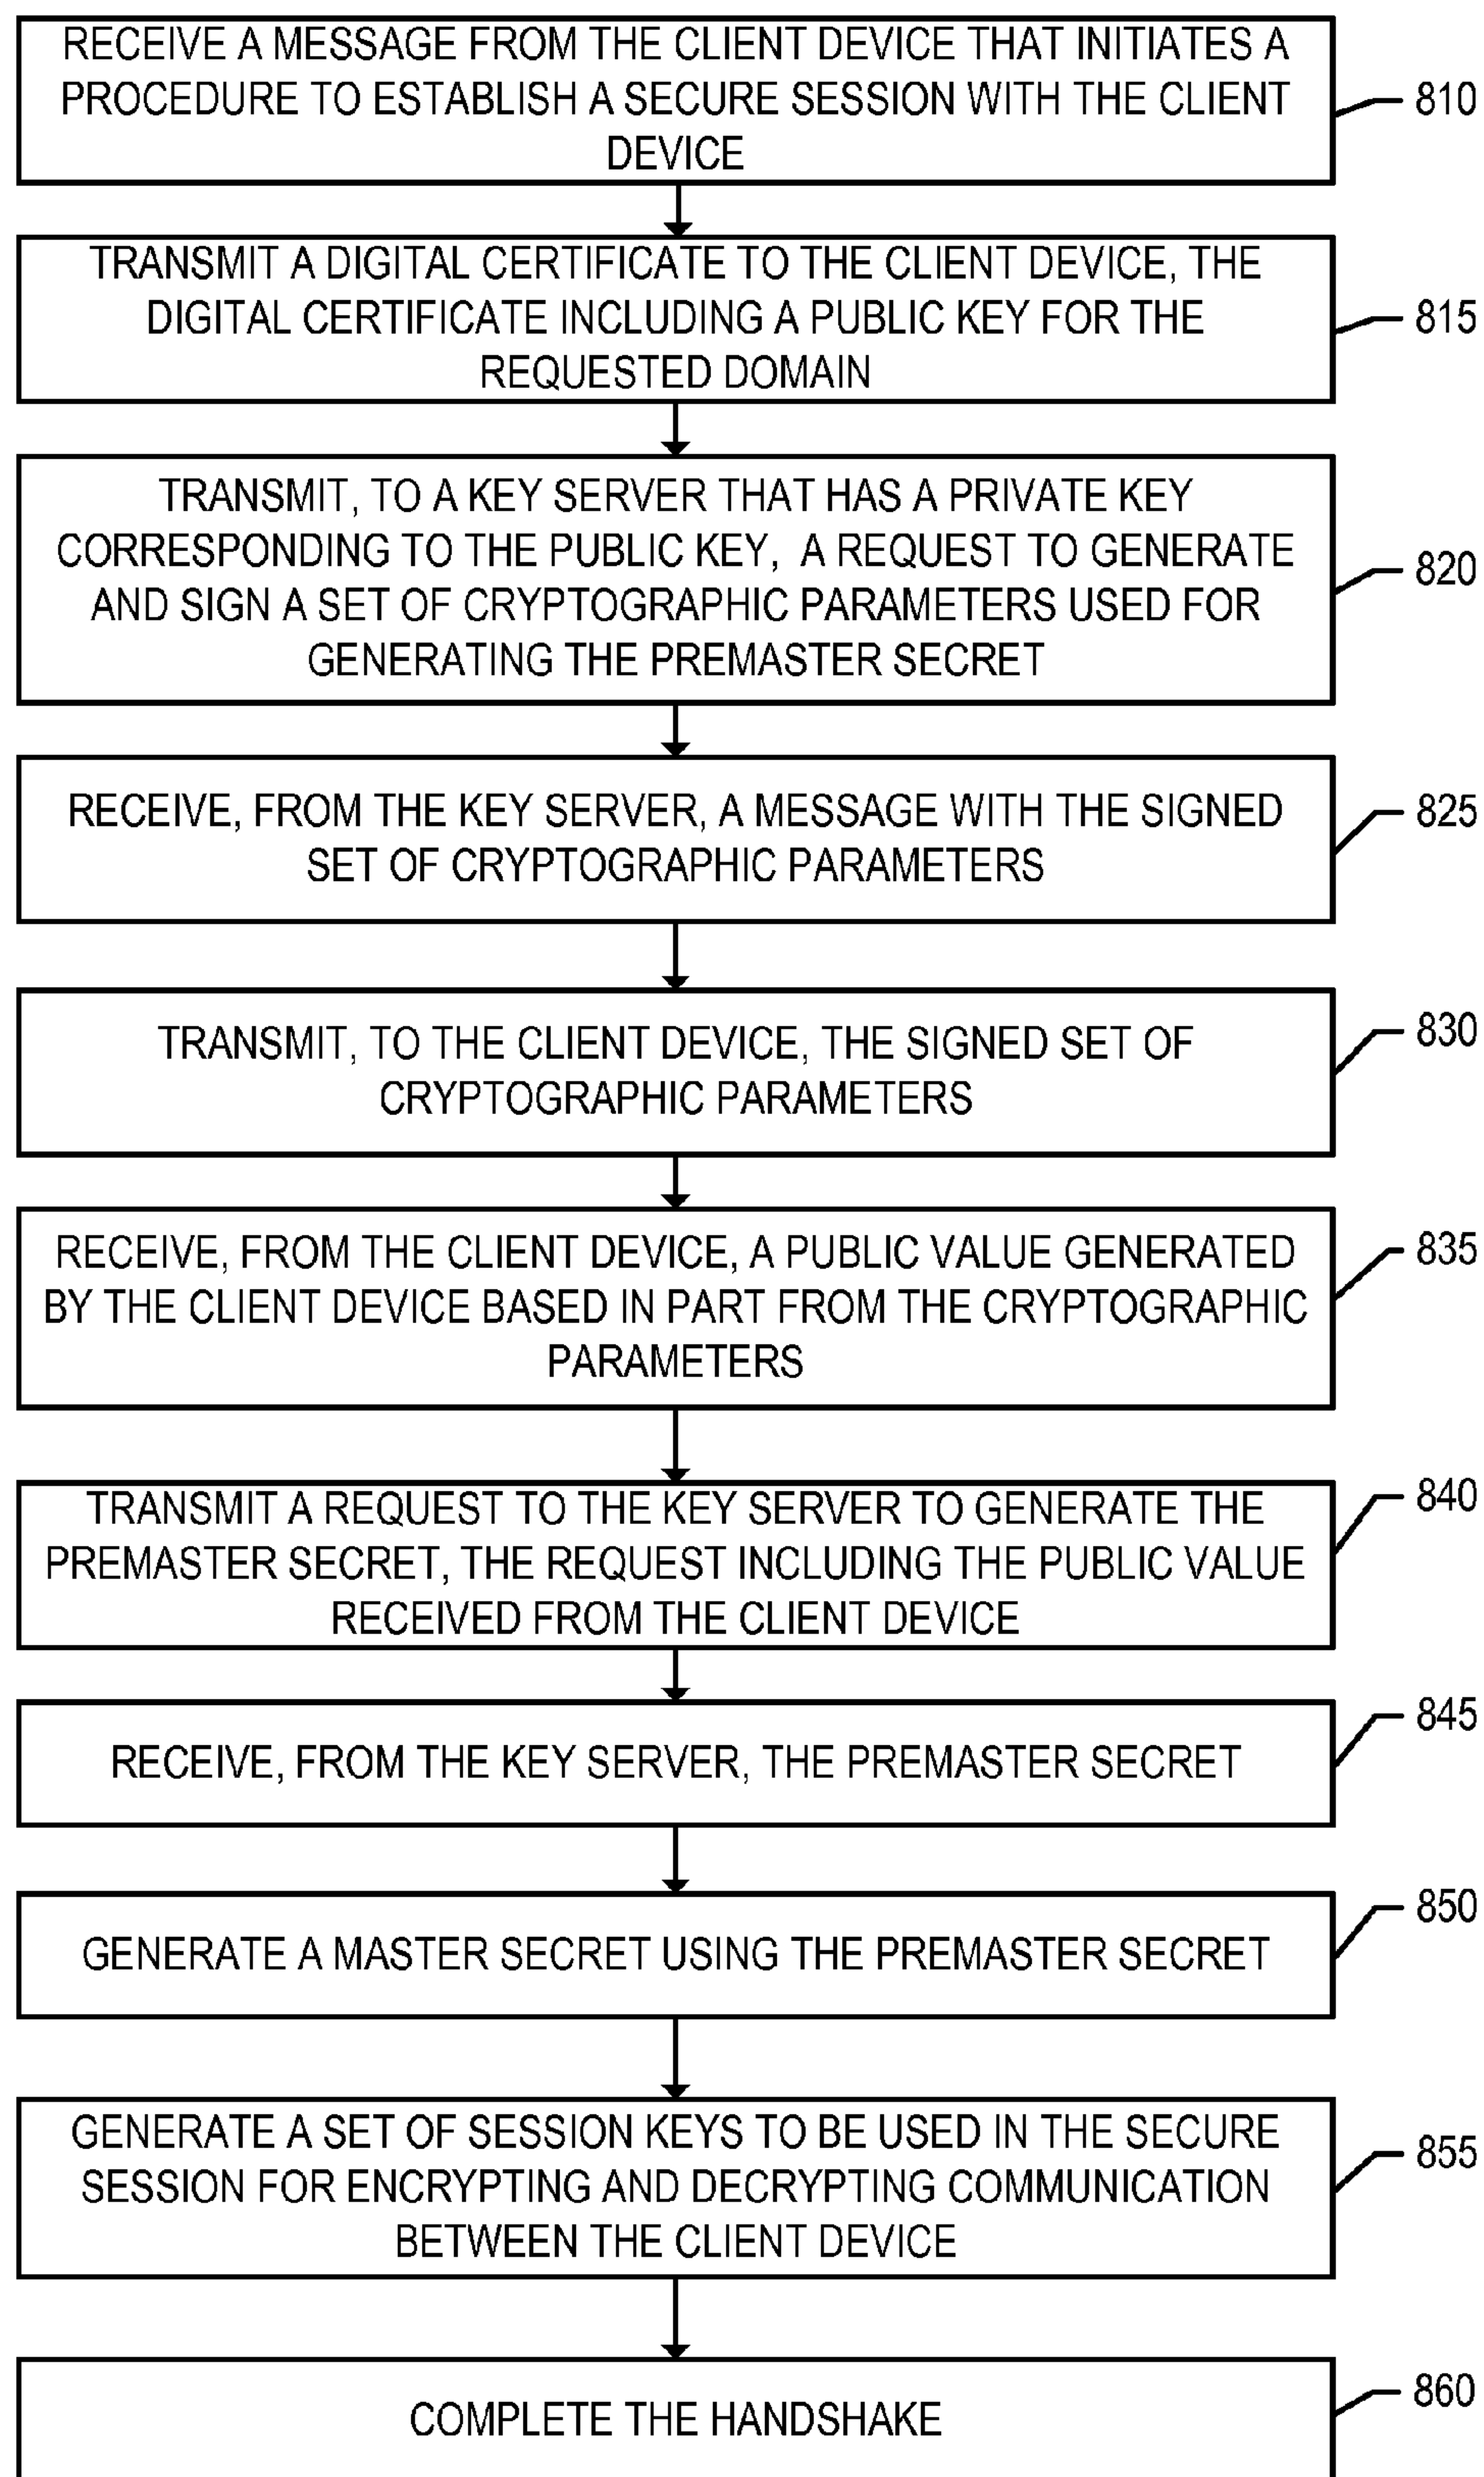 RECEIVE A MESSAGE FROM THE CLIENT DEVICE THAT INITIATES A
PROCEDURE TO ESTABLISH A SECURE SESSION WITH THE CLIENT
DEVICE
810
TRANSMIT A DIGITAL CERTIFICATE TO THE CLIENT DEVICE, THE
DIGITAL CERTIFICATE INCLUDING A PUBLIC KEY FOR THE
REQUESTED DOMAIN
815
TRANSMIT, TO A KEY SERVER THAT HAS A PRIVATE KEY
CORRESPONDING TO THE PUBLIC KEY, A REQUEST TO GENERATE
AND SIGN A SET OF CRYPTOGRAPHIC PARAMETERS USED FOR
GENERATING THE PREMASTER SECRET
820
RECEIVE, FROM THE KEY SERVER, A MESSAGE WITH THE SIGNED
SET OF CRYPTOGRAPHIC PARAMETERS
825
TRANSMIT, TO THE CLIENT DEVICE, THE SIGNED SET OF
CRYPTOGRAPHIC PARAMETERS
830
RECEIVE, FROM THE CLIENT DEVICE, A PUBLIC VALUE GENERATED
BY THE CLIENT DEVICE BASED IN PART FROM THE CRYPTOGRAPHIC
PARAMETERS
835
TRANSMIT A REQUEST TO THE KEY SERVER TO GENERATE THE
PREMASTER SECRET, THE REQUEST INCLUDING THE PUBLIC VALUE
RECEIVED FROM THE CLIENT DEVICE
840
RECEIVE, FROM THE KEY SERVER, THE PREMASTER SECRET
845
GENERATE A MASTER SECRET USING THE PREMASTER SECRET
850
GENERATE A SET OF SESSION KEYS TO BE USED IN THE SECURE
SESSION FOR ENCRYPTING AND DECRYPTING COMMUNICATION
BETWEEN THE CLIENT DEVICE
855
COMPLETE THE HANDSHAKE
860